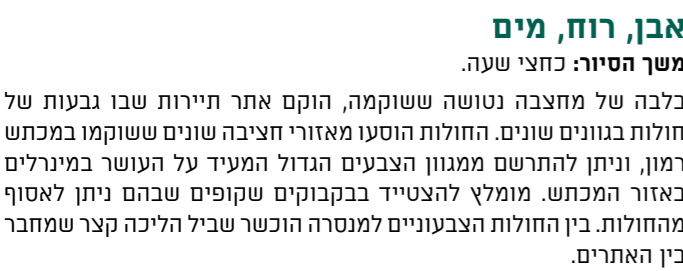 אבן, רוח, מים
משך הסיור: כחצי שעה.
בלבה של מחצבה נטושה ששוקמה, הוקם אתר תיירות שבו גבעות של
חולות בגוונים שונים. החולות הוסעו מאזורי חציבה שונים ששוקמו במכתש
רמון, וניתן להתרשם ממגוון הצבעים הגדול המעיד על העושר במינרלים
באזור המכתש. מומלץ להצטייד בבקבוקים שקופים שבהם ניתן לאסוף
מהחולות. בין החולות הצבעוניים למנסרה הוכשר שביל הליכה קצר שמחבר
בין האתרים.